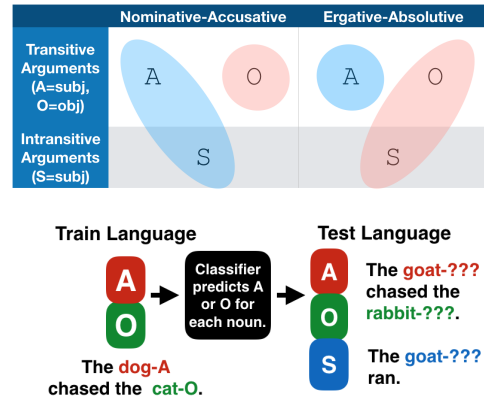 Nominative-Accusative Ergative-Absolutive
Transitive
Arguments
(A=subj,
O=obj)
A O A O
Intransitive
Arguments
(S=subj)
S S
Train Language Test Language
A
O
Classifier
predicts A
or O for
each noun.
A
O
S
The goat-???
chased the
rabbit-???.
The goat-???
ran.
The dog-A
chased the cat-O.